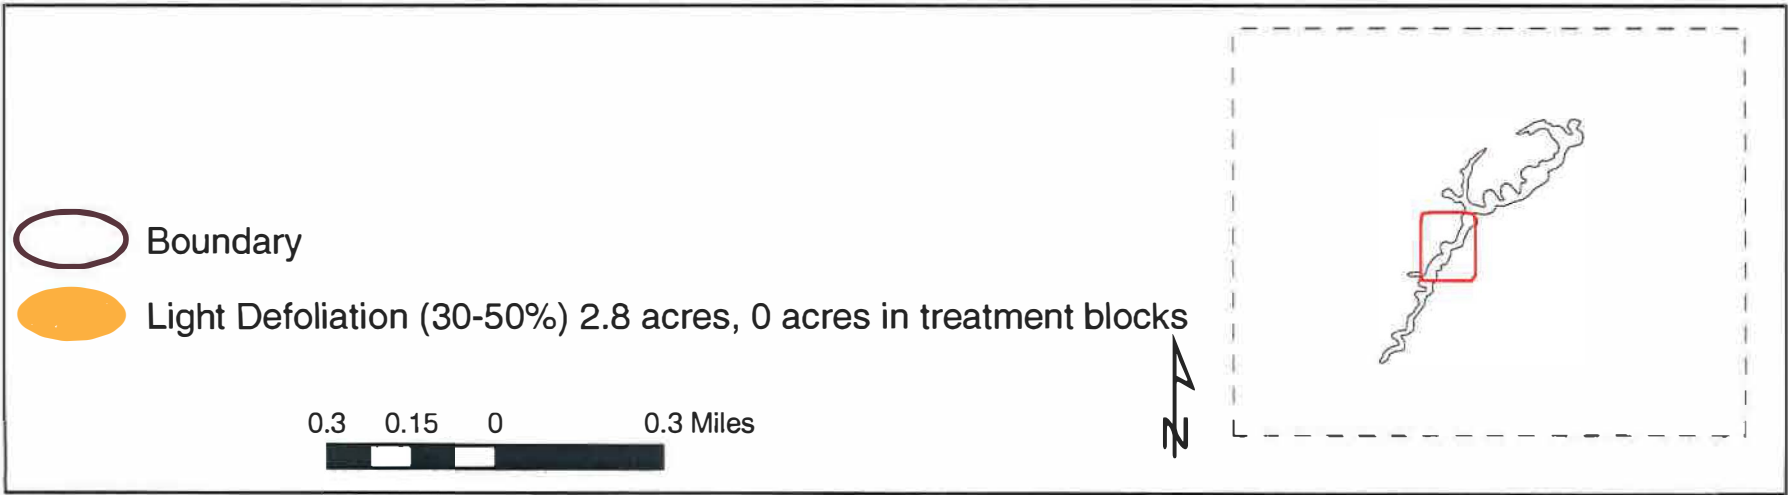 Boundary
Light Defoliation (30-50%) 2.8 acres, 0 acres in treatment blocks
0.3 0.15 0 0.3 Miles
N